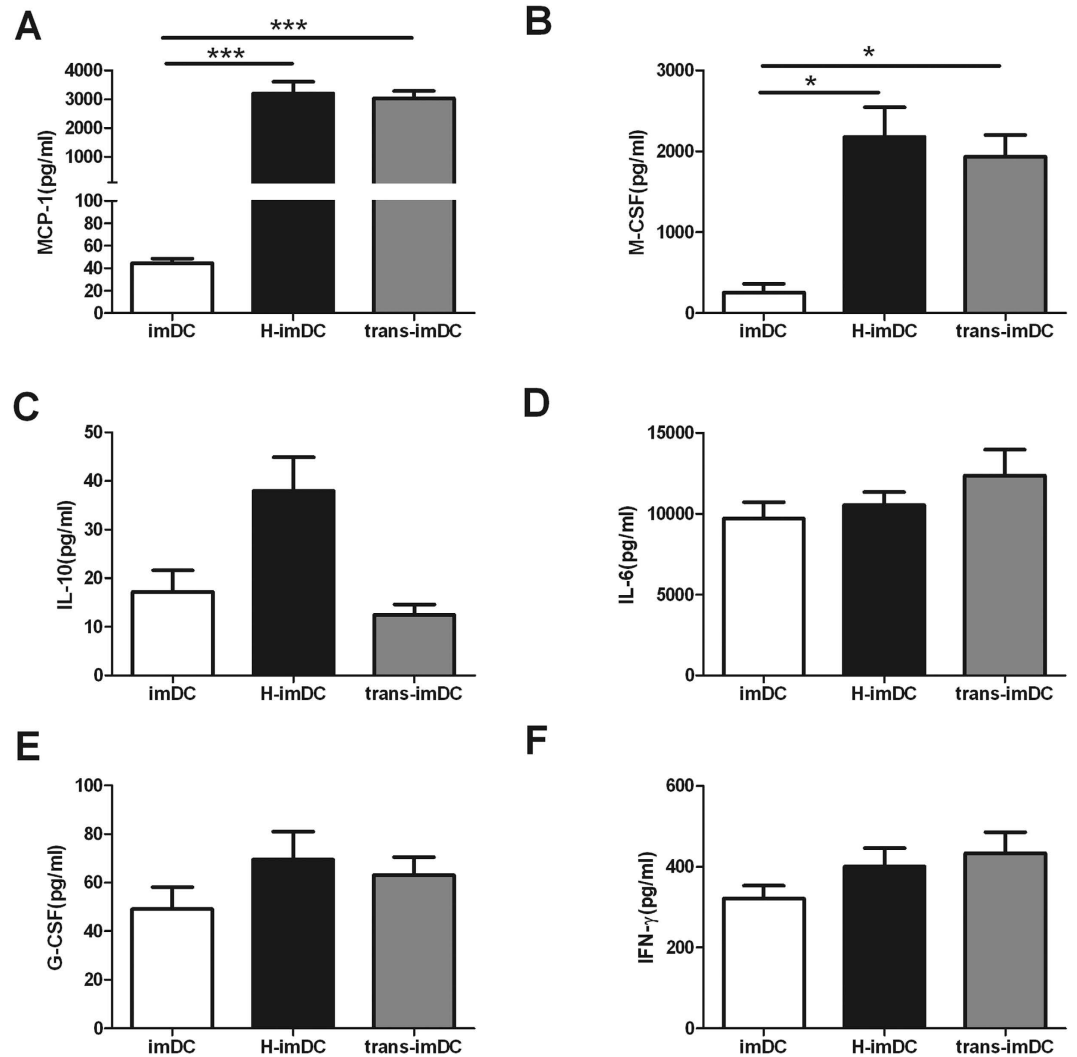 A
***
***
4000
3000
2000
1000
100
80
60
40
20
0
MCP-1(pg/ml)
imDC H-imDC trans-imDC
B
*
*
3000
2000
1000
0
M-CSF(pg/ml)
imDC H-imDC trans-imDC
C
50
40
30
20
10
0
IL-10(pg/ml)
imDC H-imDC trans-imDC
D
15000
10000
5000
0
IL-6(pg/ml)
imDC H-imDC trans-imDC
E
100
80
60
40
20
0
G-CSF(pg/ml)
imDC H-imDC trans-imDC
F
600
400
200
0
IFN-γ(pg/ml)
imDC H-imDC trans-imDC